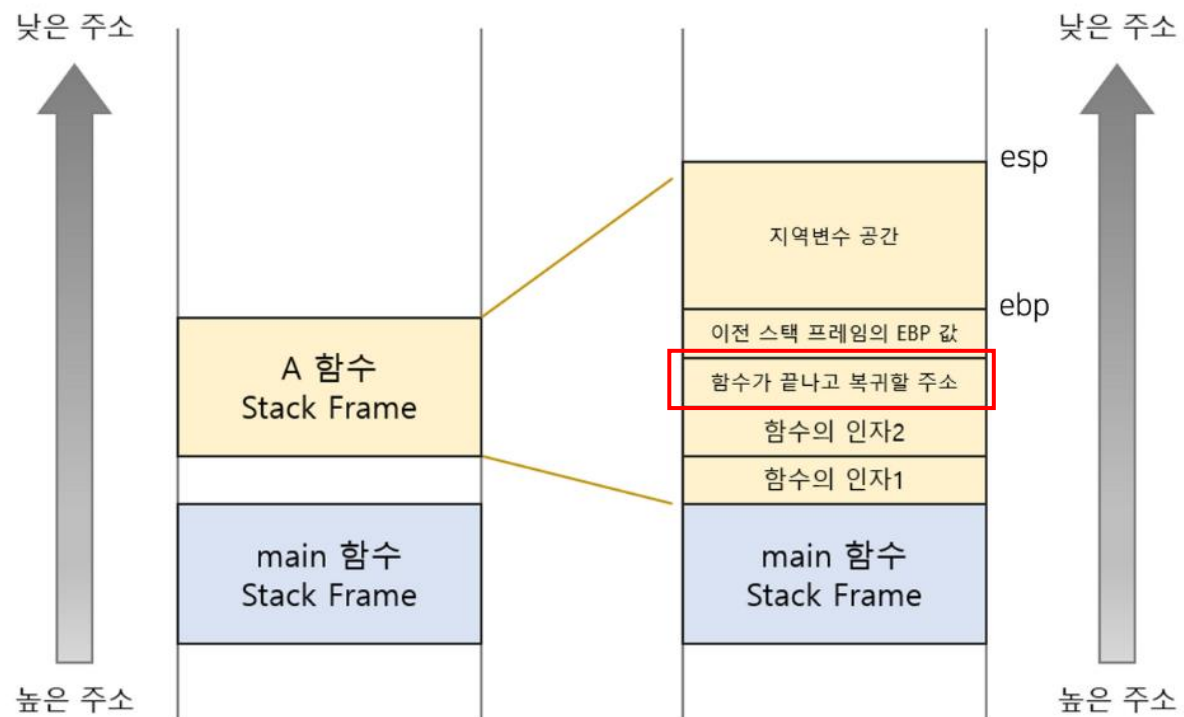 낮은 주소
낮은 주소
esp
지역변수 공간
ebp
이전 스택 프레임의 EBP 값
A 함수
Stack Frame
함수가 끝나고 복귀할 주소
함수의 인자2
함수의 인자1
main 함수
Stack Frame
main 함수
Stack Frame
높은 주소
높은 주소